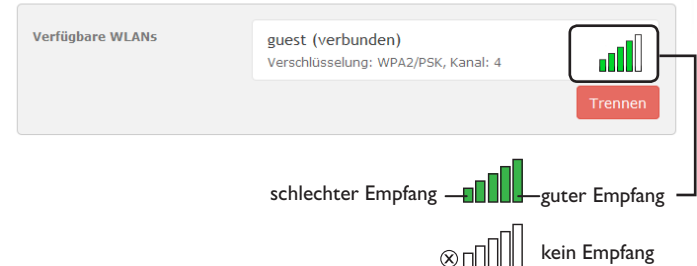 Verfügbare WLANs
guest (verbunden)
Verschlüsselung: WPA2/PSK, Kanal: 4
Trennen
schlechter Empfang
guter Empfang
kein Empfang